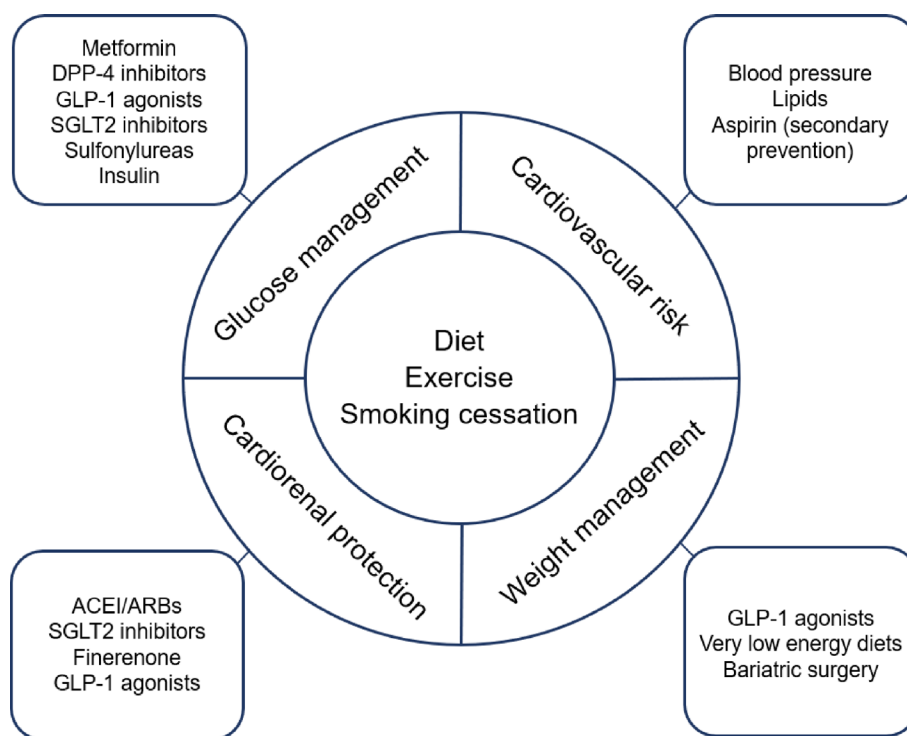 Metformin
DPP-4 inhibitors
GLP-1 agonists
SGLT2 inhibitors
Sulfonylureas
Insulin
Blood pressure
Lipids
Aspirin (secondary
prevention)
Glucose management
Cardiovascular risk
Diet
Exercise
Smoking cessation
Cardiorenal protection
Weight management
ACEI/ARBs
SGLT2 inhibitors
Finerenone
GLP-1 agonists
GLP-1 agonists
Very low energy diets
Bariatric surgery